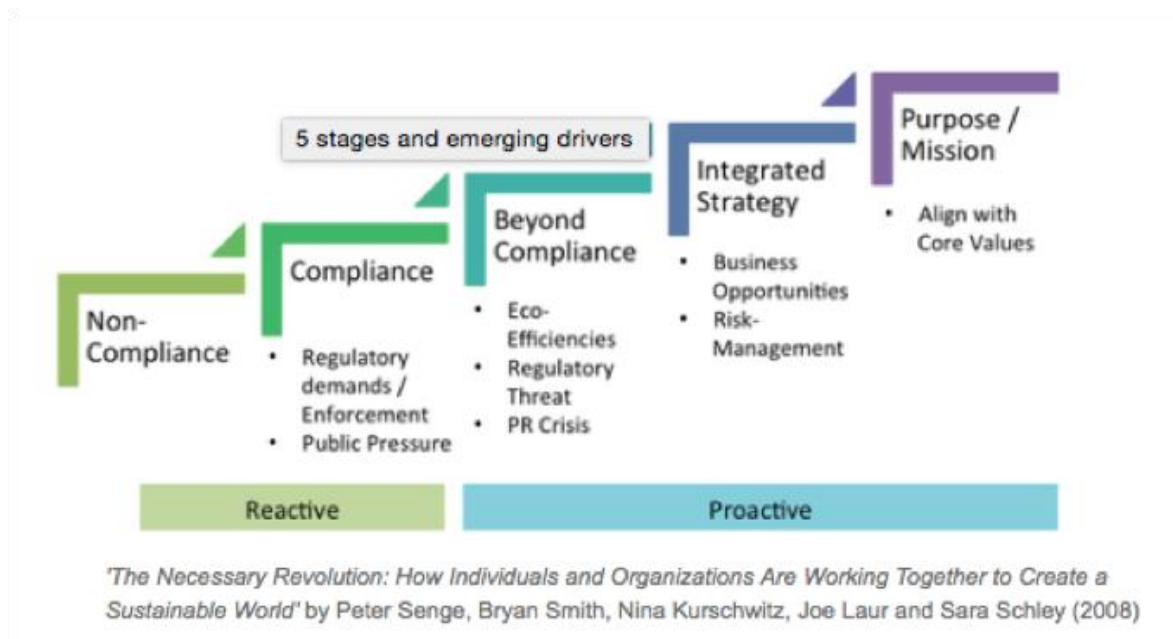 5 stages and emerging drivers
Non-
Compliance
Compliance
• Regulatory
demands /
Enforcement
• Public Pressure
Beyond
Compliance
• Eco-
Efficiencies
• Regulatory
Threat
• PR Crisis
Integrated
Strategy
• Business
Opportunities
• Risk-
Management
Purpose /
Mission
• Align with
Core Values
Reactive
Proactive
'The Necessary Revolution: How Individuals and Organizations Are Working Together to Create a
Sustainable World' by Peter Senge, Bryan Smith, Nina Kurschwitz, Joe Laur and Sara Schley (2008)